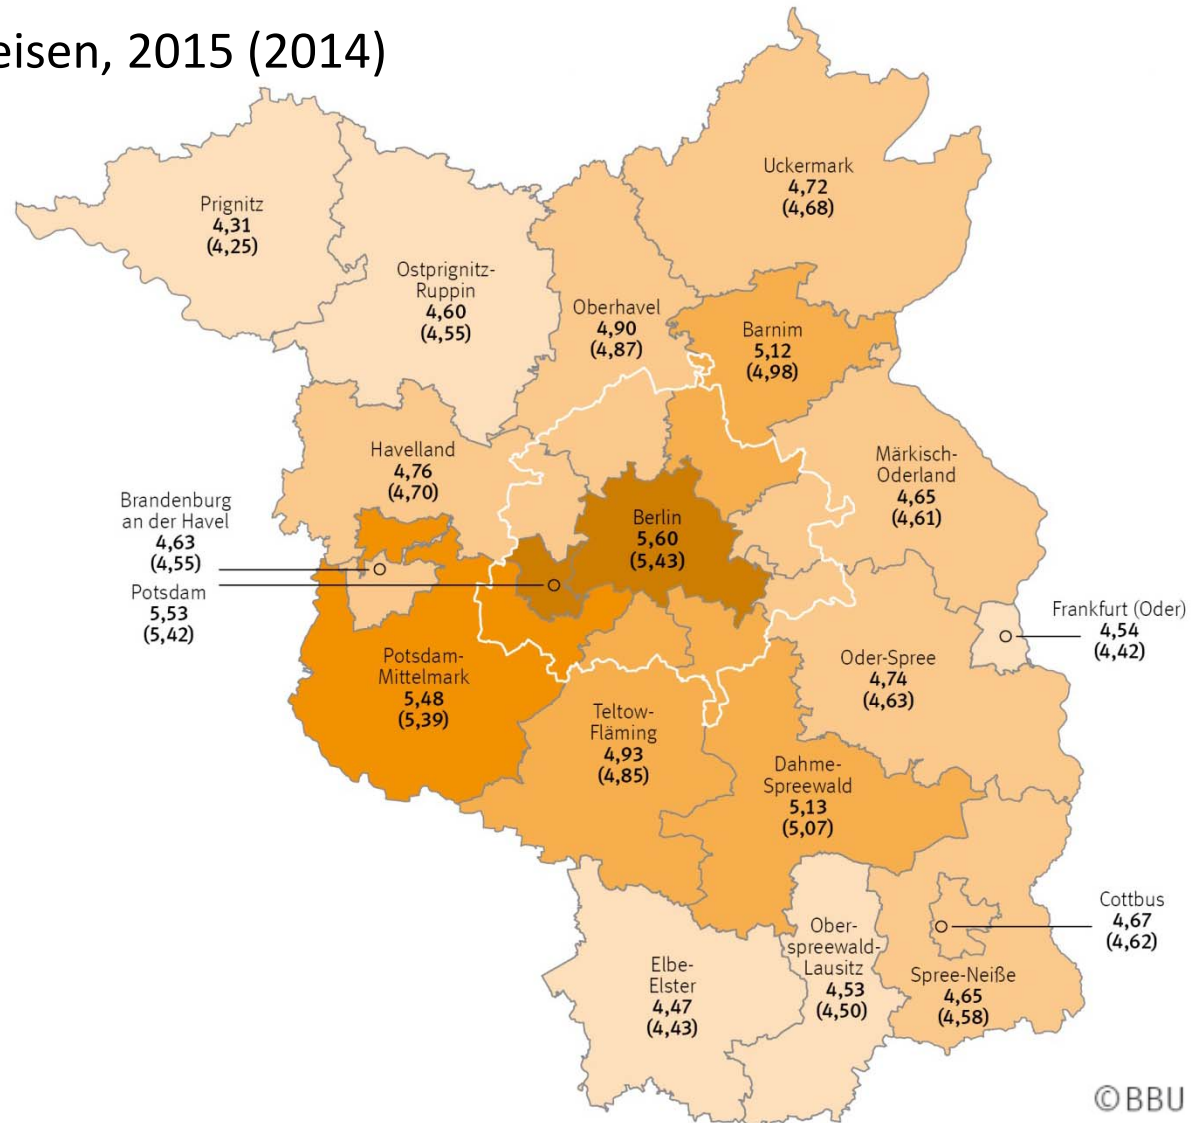 eisen, 2015 (2014)
Uckermark
4,72
(4,68)
Prignitz
4,31
(4,25)
Ostprignitz-
Ruppin
4,60
(4,55)
Oberhavel
4,90
(4,87)
Barnim
5,12
(4,98)
Havelland
4,76
(4,70)
Märkisch-
Oderland
4,65
(4,61)
Brandenburg
an der Havel
4,63
(4,55)
Berlin
5,60
(5,43)
Potsdam
5,53
(5,42)
Frankfurt (Oder)
4,54
(4,42)
Potsdam-
Mittelmark
5,48
(5,39)
Oder-Spree
4,74
(4,63)
Teltow-
Fläming
4,93
(4,85)
Dahme-
Spreewald
5,13
(5,07)
Cottbus
4,67
(4,62)
Ober-
spreewald-
Lausitz
4,53
(4,50)
Elbe-
Elster
4,47
(4,43)
Spree-Neiße
4,65
(4,58)
©BBU